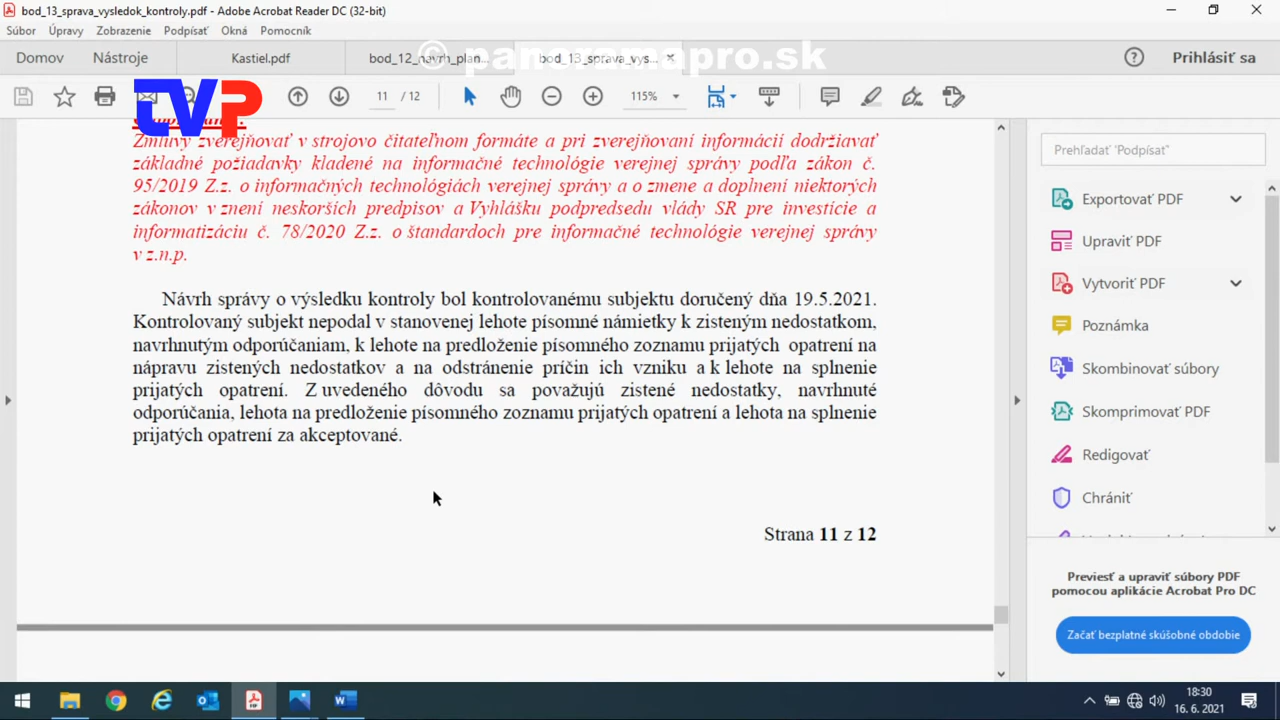 bod_13_sprava_vysledok_kontroly.pdf - Adobe Acrobat Reader DC (32-bit)
Súbor Úpravy Zobrazenie Podpísať Okná Pomocník
Domov Nástroje Kastiel.pdf bod_12_navrh_plan... bod_13_sprava_vys... Prihlásiť sa
© panoramapro.sk
TVP
11 / 12 115%
Zmluvy zverejňovať v strojovo čitateľnom formáte a pri zverejňovaní informácií dodržiavať
základné požiadavky kladené na informačné technológie verejnej správy podľa zákon č.
95/2019 Z.z. o informačných technológiách verejnej správy a o zmene a doplnení niektorých
zákonov v znení neskorších predpisov a Vyhlášku podpredsedu vlády SR pre investície a
informatizáciu č. 78/2020 Z.z. o štandardoch pre informačné technológie verejnej správy
v z.n.p.
Návrh správy o výsledku kontroly bol kontrolovanému subjektu doručený dňa 19.5.2021.
Kontrolovaný subjekt nepodal v stanovenej lehote písomné námietky k zisteným nedostatkom,
navrhnutým odporúčaniam, k lehote na predloženie písomného zoznamu prijatých opatrení na
nápravu zistených nedostatkov a na odstránenie príčin ich vzniku a k lehote na splnenie
prijatých opatrení. Z uvedeného dôvodu sa považujú zistené nedostatky, navrhnuté
odporúčania, lehota na predloženie písomného zoznamu prijatých opatrení a lehota na splnenie
prijatých opatrení za akceptované.
Strana 11 z 12
Prehľadať 'Podpísať'
Exportovať PDF
Upraviť PDF
Vytvoriť PDF
Poznámka
Skombinovať súbory
Skomprimovať PDF
Redigovať
Chrániť
Previesť a upraviť súbory PDF
pomocou aplikácie Acrobat Pro DC
Začať bezplatné skúšobné obdobie
18:30
16. 6. 2021